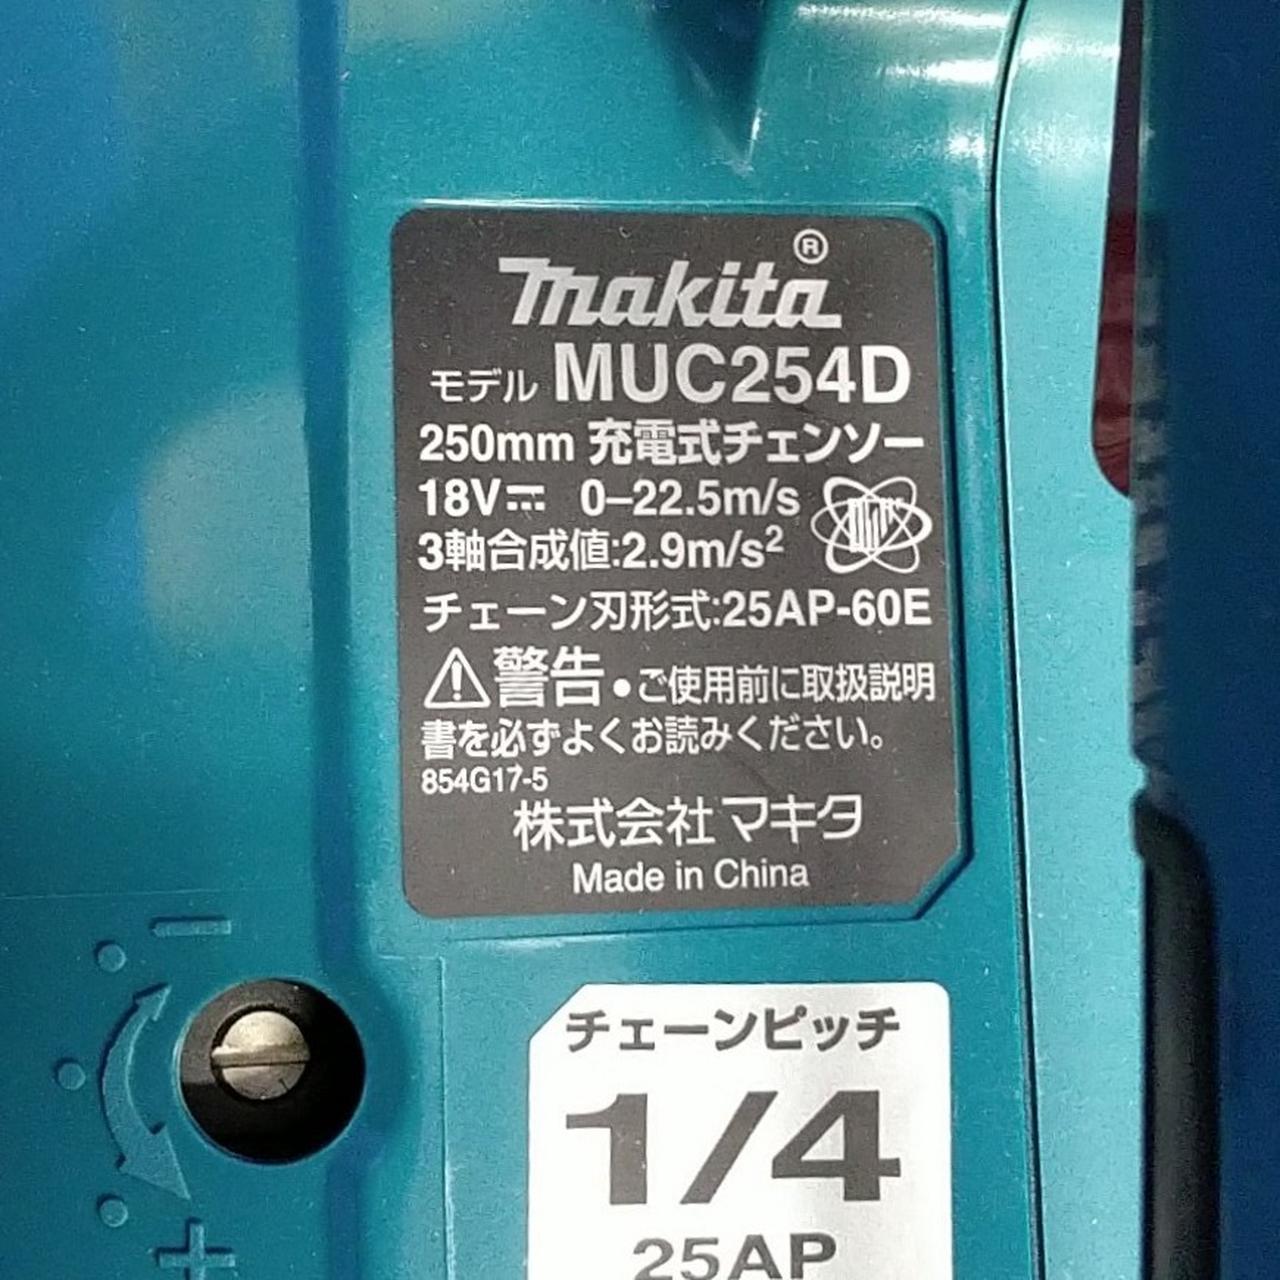 makita®
モデル MUC254D
250mm 充電式チェンソー
18V⎓ 0–22.5m/s
3軸合成値:2.9m/s²
チェーン刃形式:25AP-60E
⚠警告・ご使用前に取扱説明
書を必ずよくお読みください。
854G17-5
株式会社マキタ
Made in China
チェーンピッチ
1/4
25AP